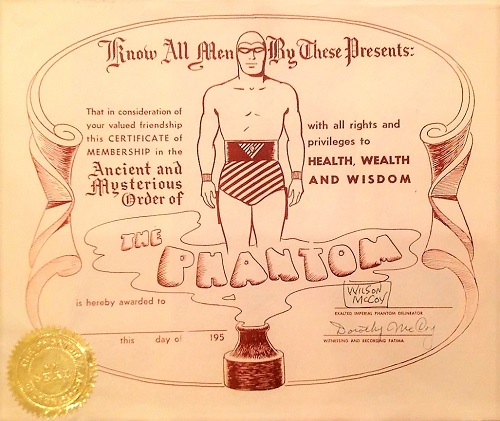 Know All Men By These Presents:
That in consideration of
your valued friendship
this CERTIFICATE of
MEMBERSHIP in the
Ancient and
Mysterious
Order of
with all rights and
privileges to
HEALTH, WEALTH
AND WISDOM
THE
PHANTOM
is hereby awarded to
this day of 195
WILSON
McCOY
EXALTED IMPERIAL PHANTOM DELINEATOR
Dorothy McCoy
WITNESSING AND RECORDING FATIMA
SEAL